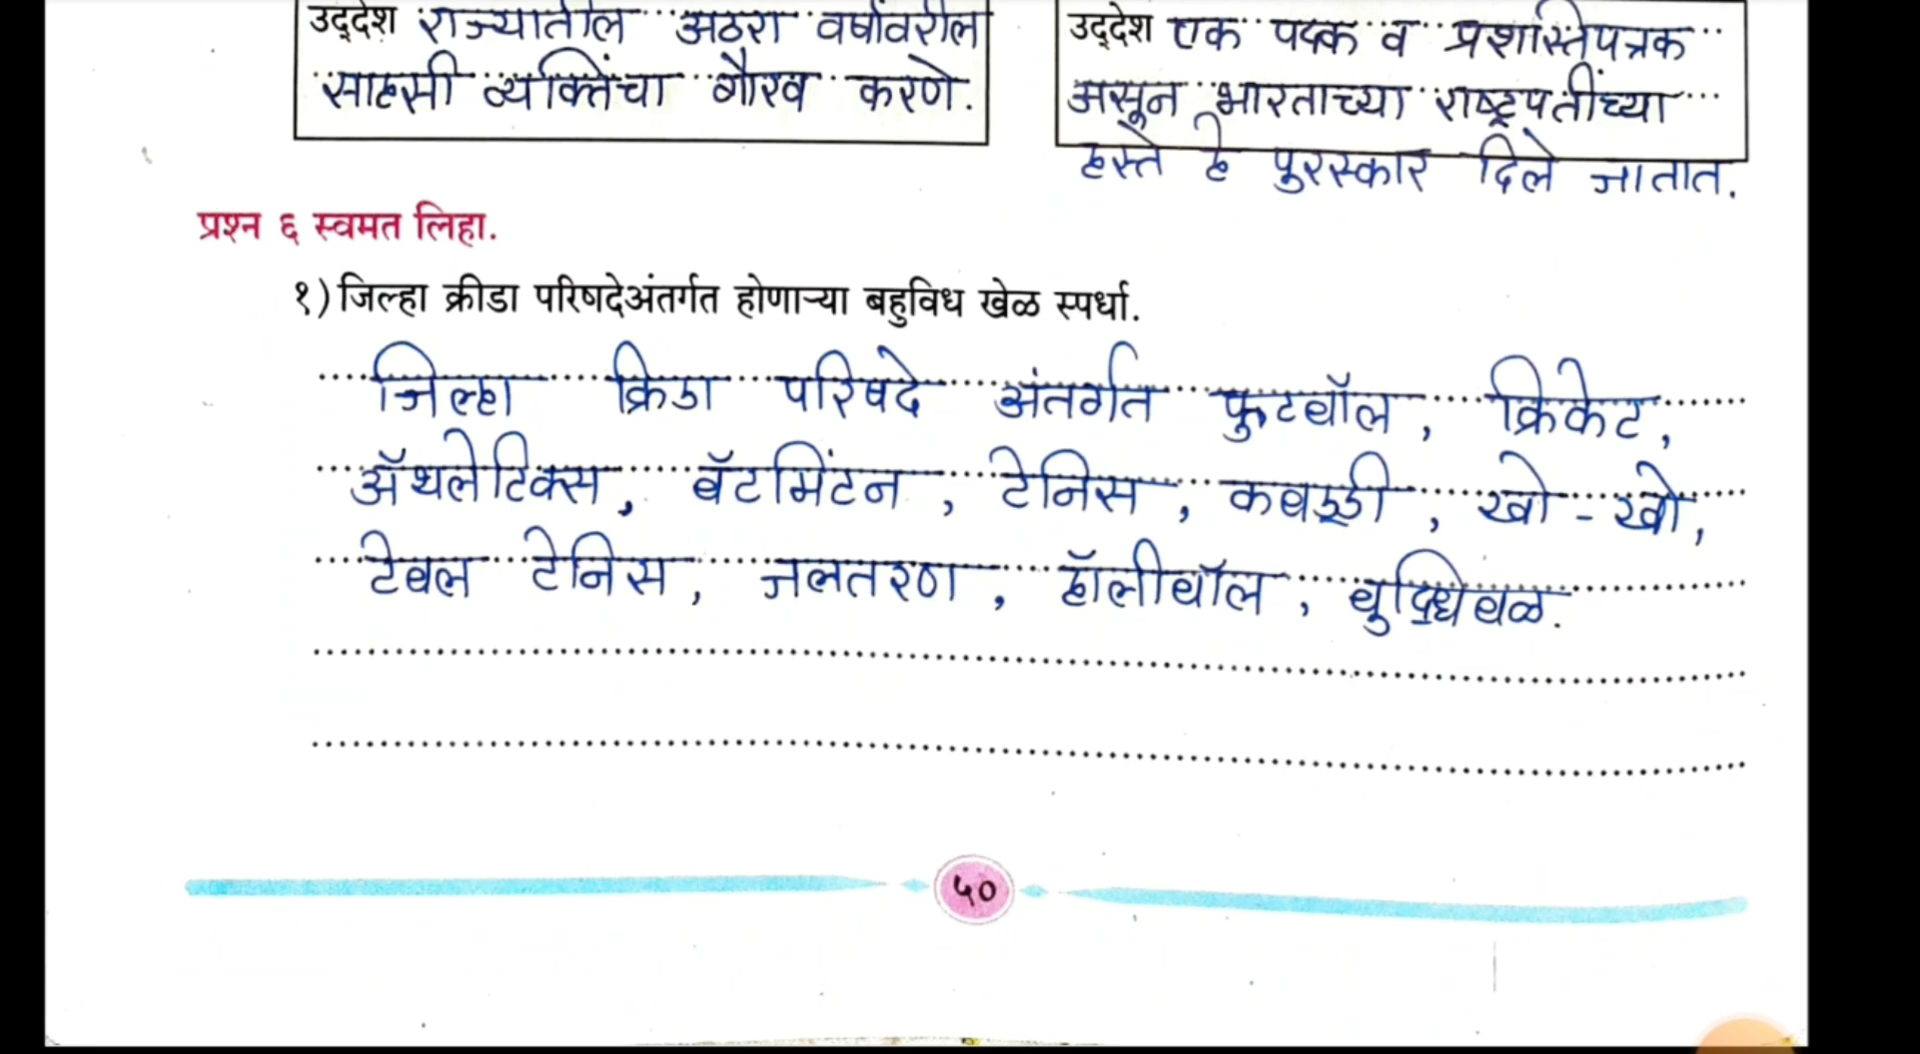 उद्देश राज्यातील अठरा वर्षांवरील
साहसी व्यक्तिंचा गौरव करणे.
उद्देश एक पदक व प्रशस्तिपत्रक
असून भारताच्या राष्ट्रपतींच्या
हस्ते हे पुरस्कार दिले जातात.
प्रश्न ६ स्वमत लिहा.
१) जिल्हा क्रीडा परिषदेअंतर्गत होणाऱ्या बहुविध खेळ स्पर्धा.
जिल्हा क्रिडा परिषदे अंतर्गत फुटबॉल, क्रिकेट,
ॲथलेटिक्स, बॅटमिंटन, टेनिस, कबड्डी, खो-खो,
टेबल टेनिस, जलतरण, हॉलीबॉल, बुद्धिबळ.
५०